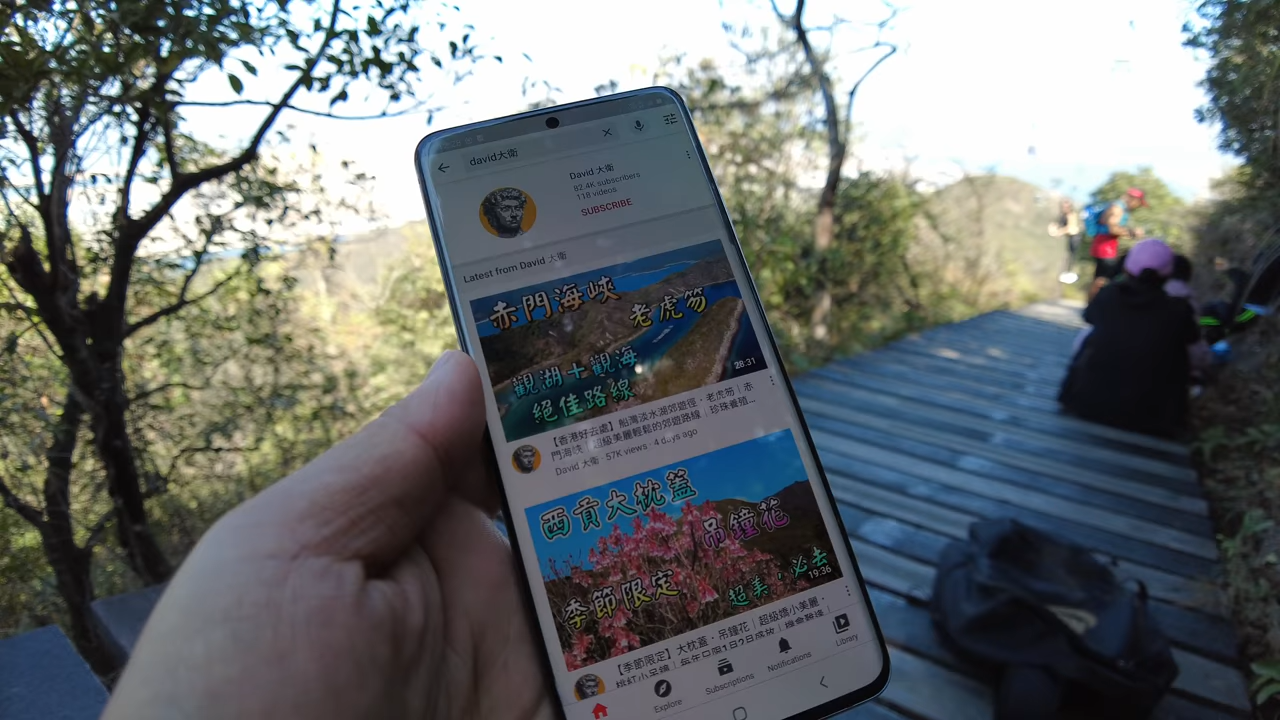 david大衛
David 大衛
82.4K subscribers
118 videos
SUBSCRIBE
Latest from David 大衛
赤門海峽
老虎笏
觀湖＋觀海
絕佳路線
28:31
【香港好去處】船灣淡水湖郊遊徑·老虎笏｜赤
門海峽｜超級美麗輕鬆的郊遊路線｜珍珠養殖...
David 大衛 · 57K views · 4 days ago
西貢大枕蓋
吊鐘花
季節限定
超美·必去
19:36
【季節限定】大枕蓋·吊鐘花｜超級嬌小美麗·
Explore
Subscriptions
Notifications
Library